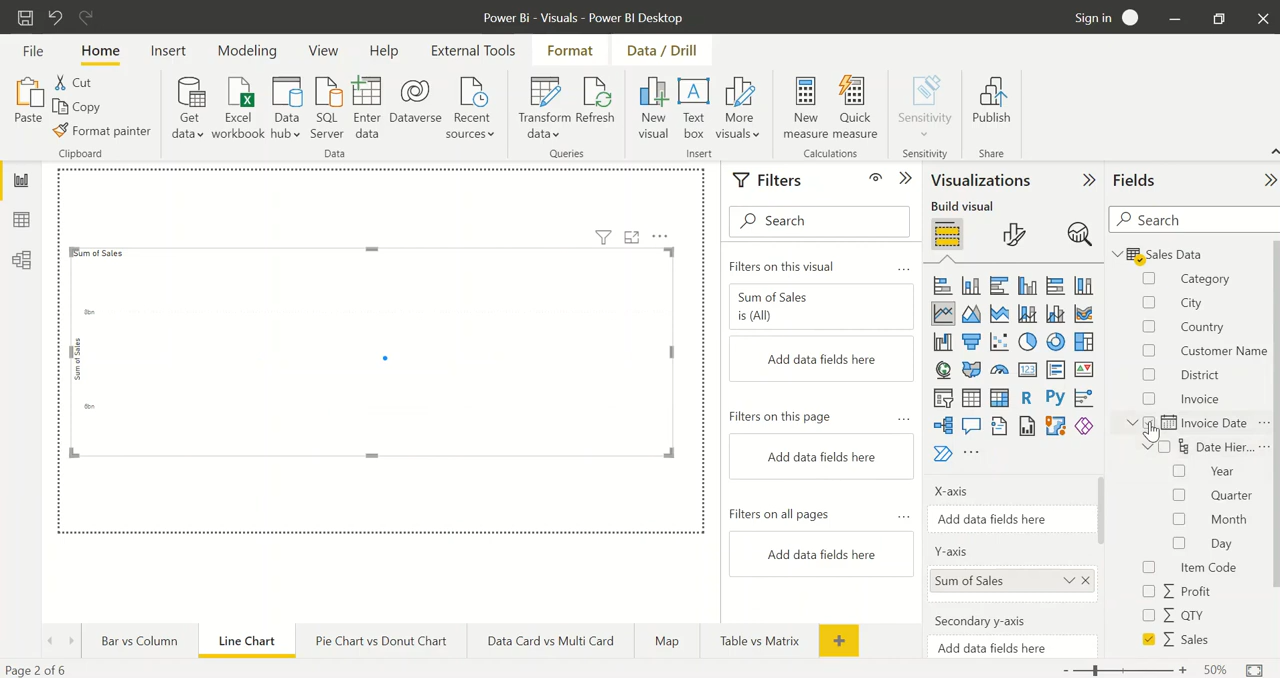 Power Bi - Visuals - Power BI Desktop
Sign in
File
Home
Insert
Modeling
View
Help
External Tools
Format
Data / Drill
Paste
Cut
Copy
Format painter
Clipboard
Get data
Excel workbook
Data hub
SQL Server
Enter data
Dataverse
Recent sources
Data
Transform data
Refresh
Queries
New visual
A
Text box
More visuals
Insert
New measure
Quick measure
Calculations
Sensitivity
Sensitivity
Publish
Share
Sum of Sales
8bn
Sum of Sales
8bn
Filters
Search
Filters on this visual
Sum of Sales
is (All)
Add data fields here
Filters on this page
Add data fields here
Filters on all pages
Add data fields here
Visualizations
Build visual
123
R
Py
X-axis
Add data fields here
Y-axis
Sum of Sales
Secondary y-axis
Add data fields here
Fields
Search
Sales Data
Category
City
Country
Customer Name
District
Invoice
Invoice Date
Date Hier...
Year
Quarter
Month
Day
Item Code
Profit
QTY
Sales
Bar vs Column
Line Chart
Pie Chart vs Donut Chart
Data Card vs Multi Card
Map
Table vs Matrix
Page 2 of 6
50%